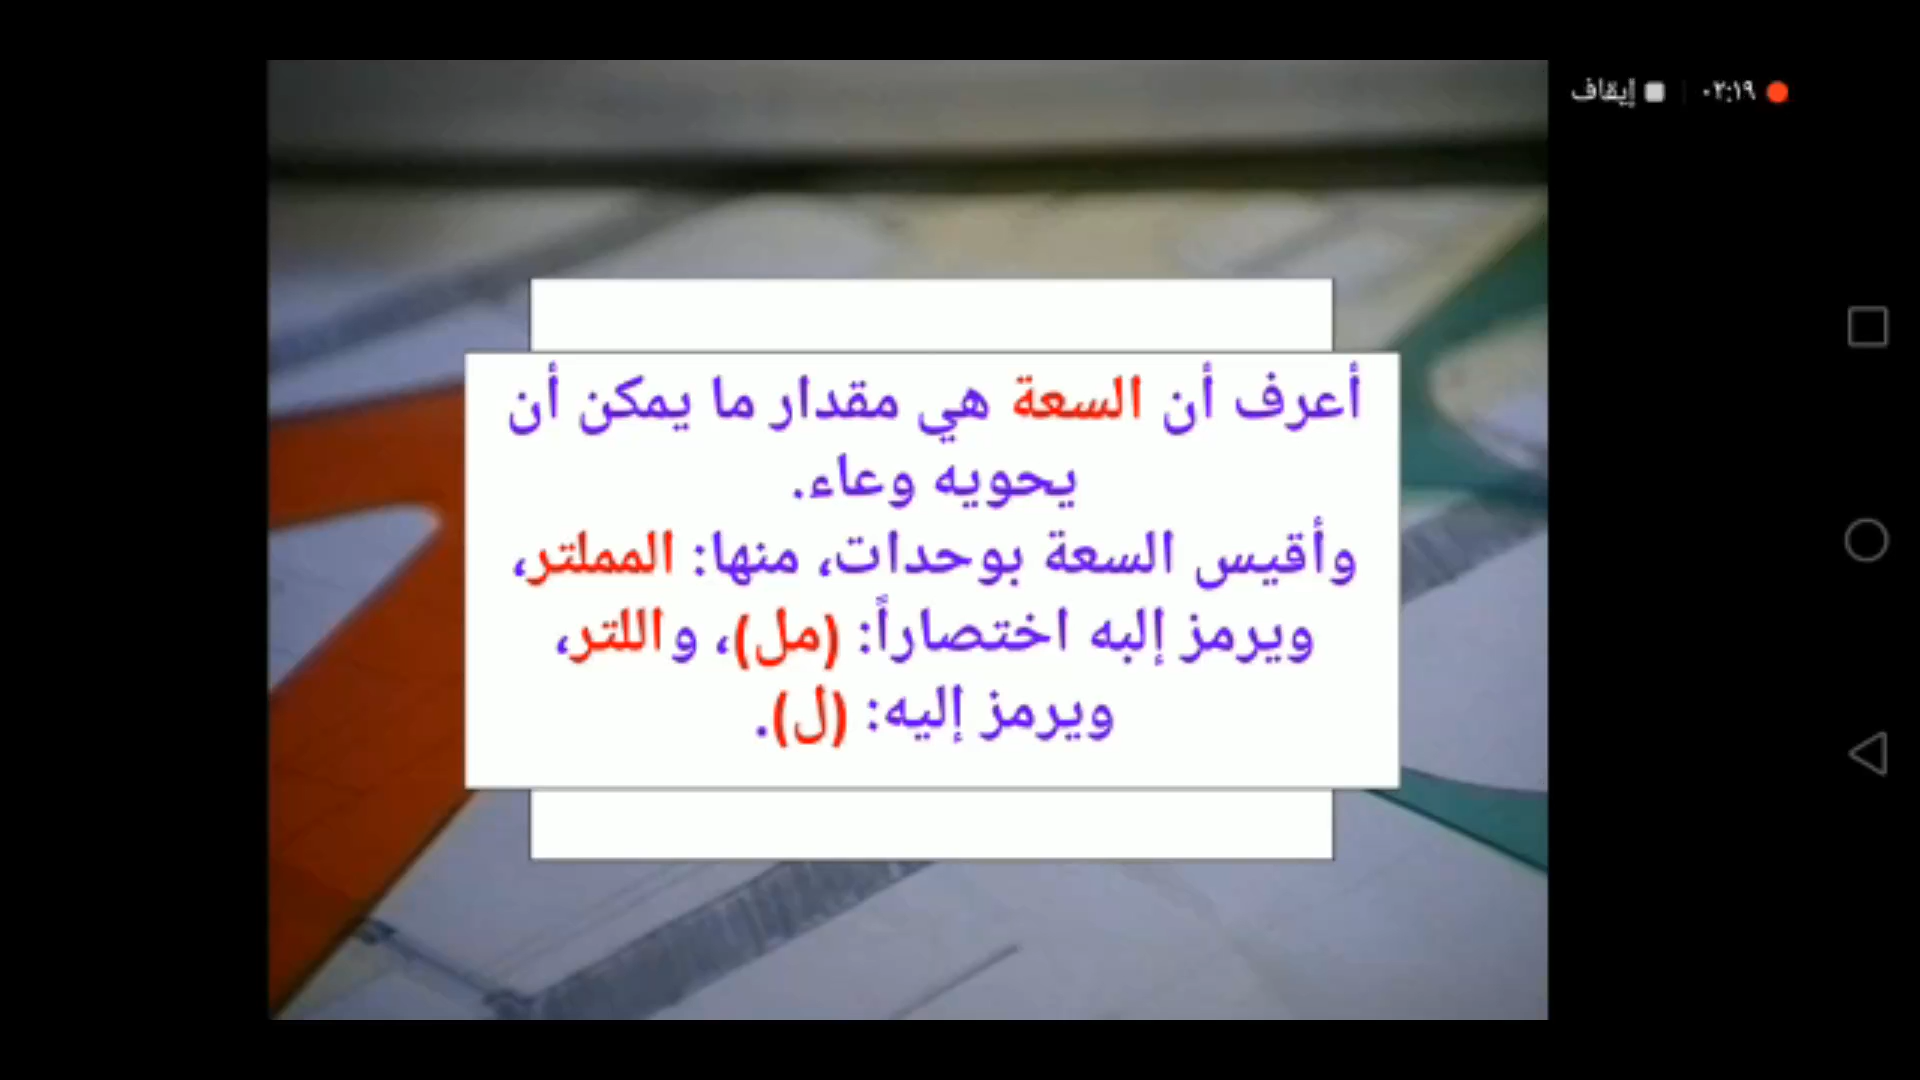 ٠٢:١٩ إيقاف
أعرف أن السعة هي مقدار ما يمكن أن
يحويه وعاء.
وأقيس السعة بوحدات، منها: المملتر،
ويرمز إلبه اختصاراً: (مل)، واللتر،
ويرمز إليه: (ل).